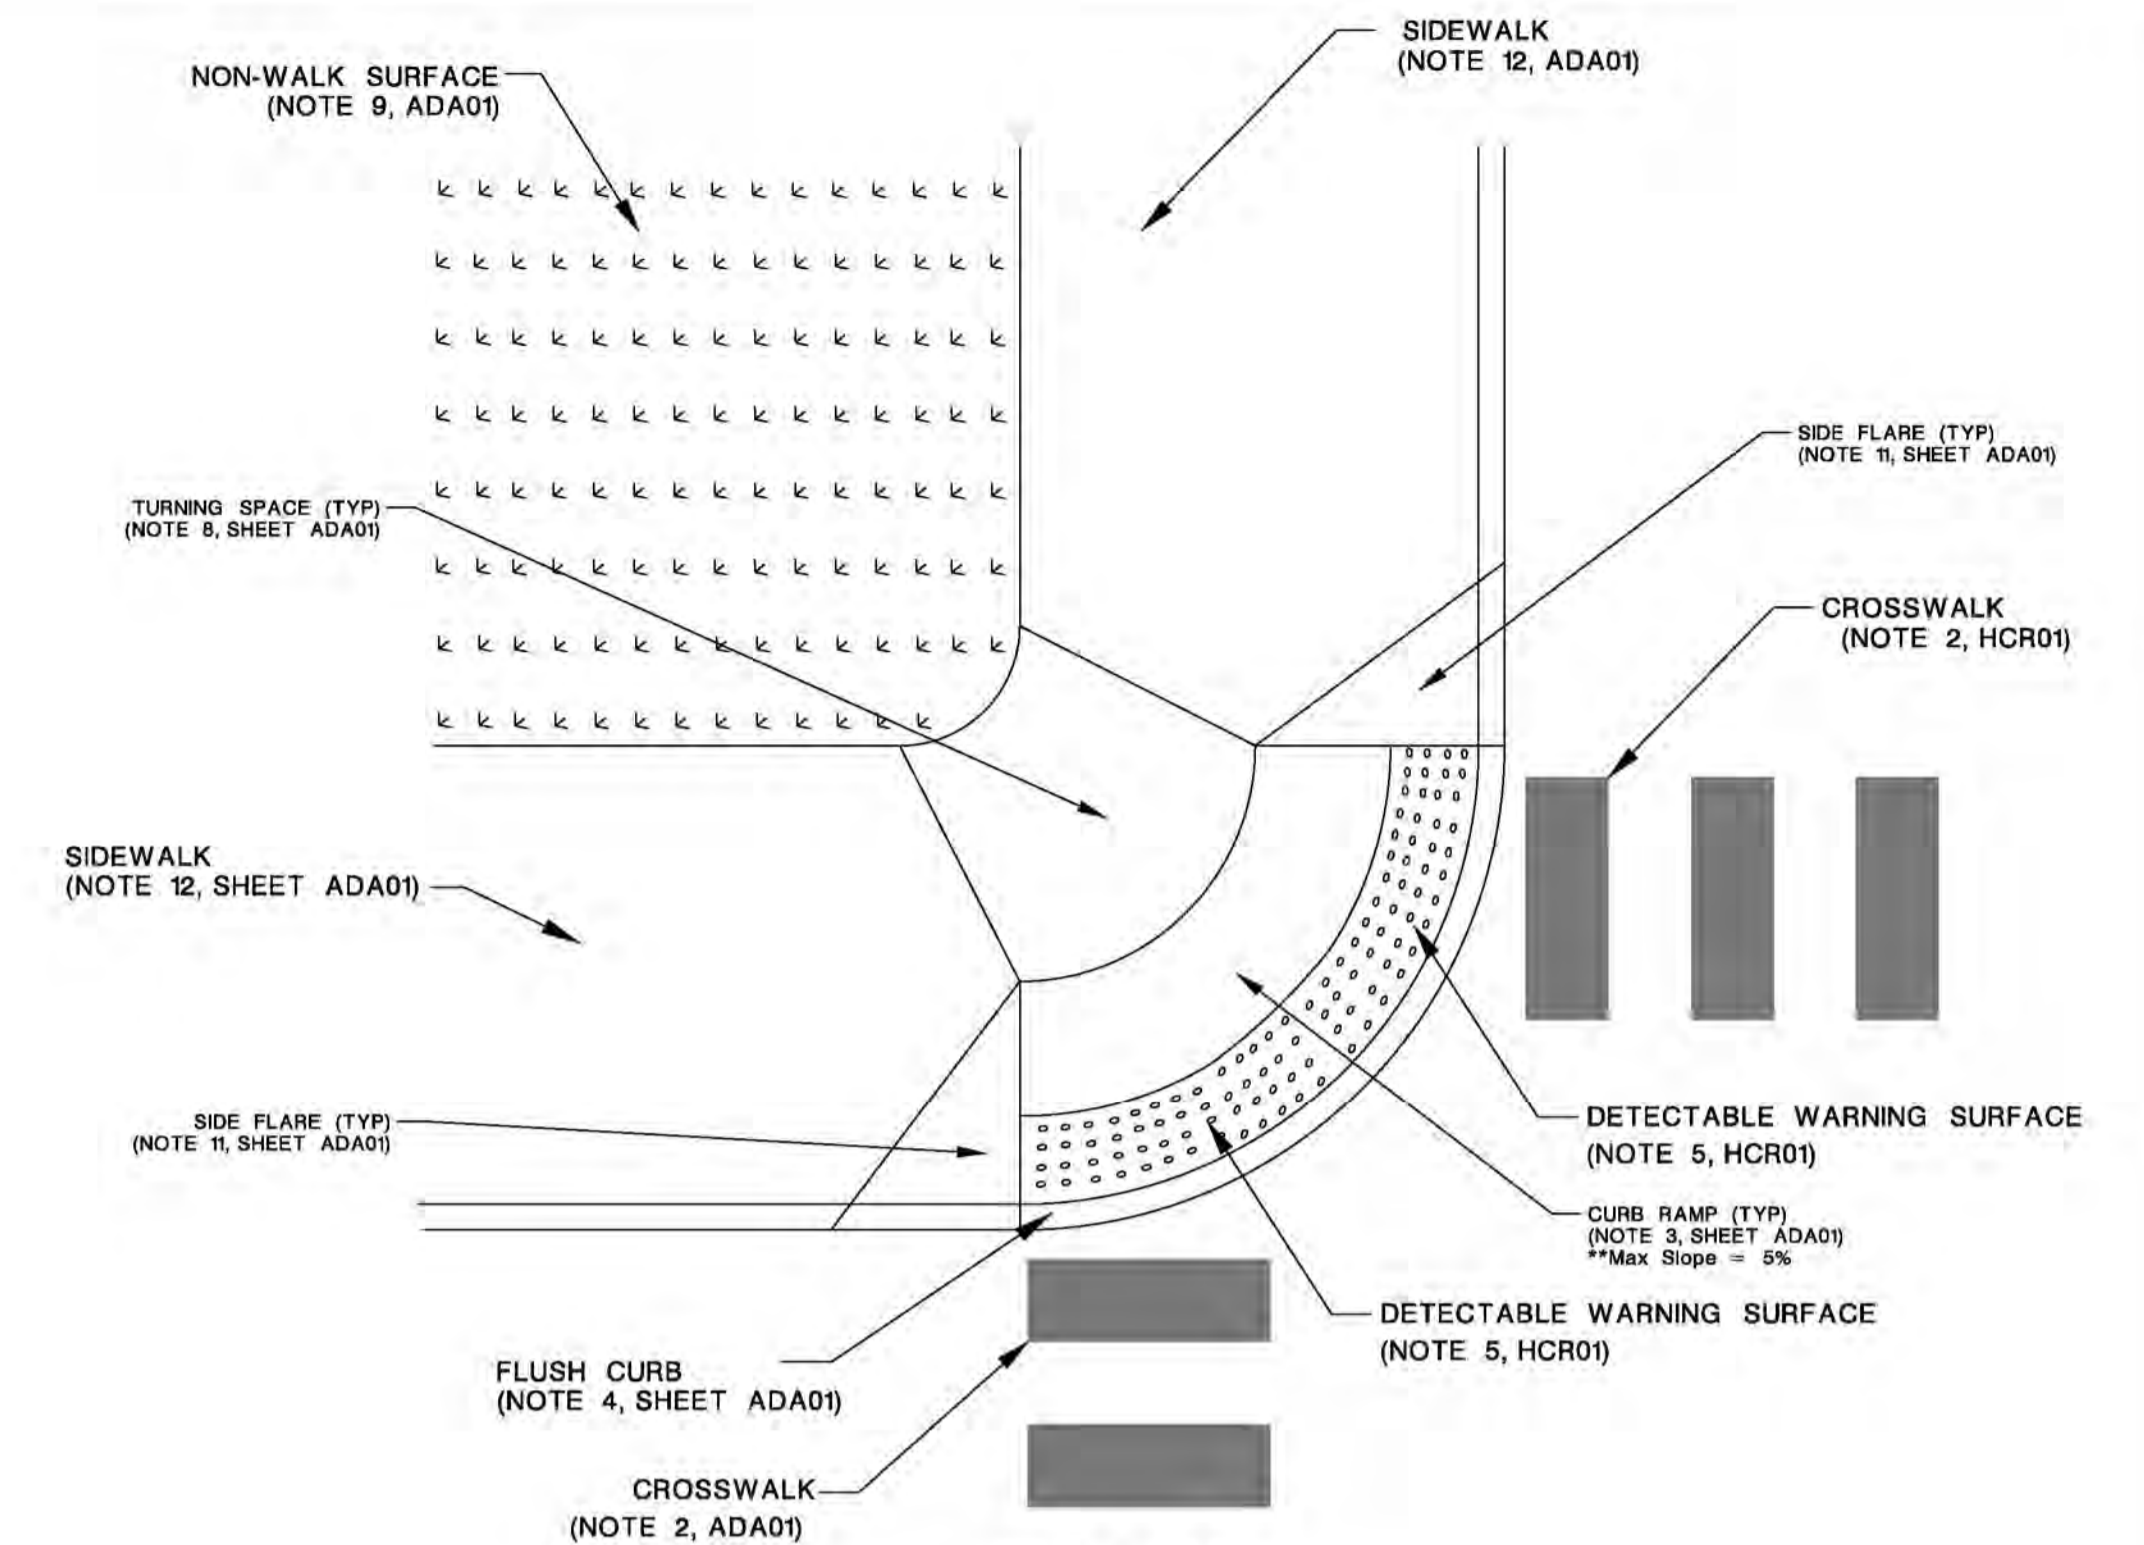 SIDEWALK
(NOTE 12, ADA01)
NON-WALK SURFACE
(NOTE 9, ADA01)
SIDE FLARE (TYP)
(NOTE 11, SHEET ADA01)
TURNING SPACE (TYP)
(NOTE 8, SHEET ADA01)
CROSSWALK
(NOTE 2, HCR01)
SIDEWALK
(NOTE 12, SHEET ADA01)
SIDE FLARE (TYP)
(NOTE 11, SHEET ADA01)
DETECTABLE WARNING SURFACE
(NOTE 5, HCR01)
CURB RAMP (TYP)
(NOTE 3, SHEET ADA01)
**Max Slope = 5%
DETECTABLE WARNING SURFACE
(NOTE 5, HCR01)
FLUSH CURB
(NOTE 4, SHEET ADA01)
CROSSWALK
(NOTE 2, ADA01)